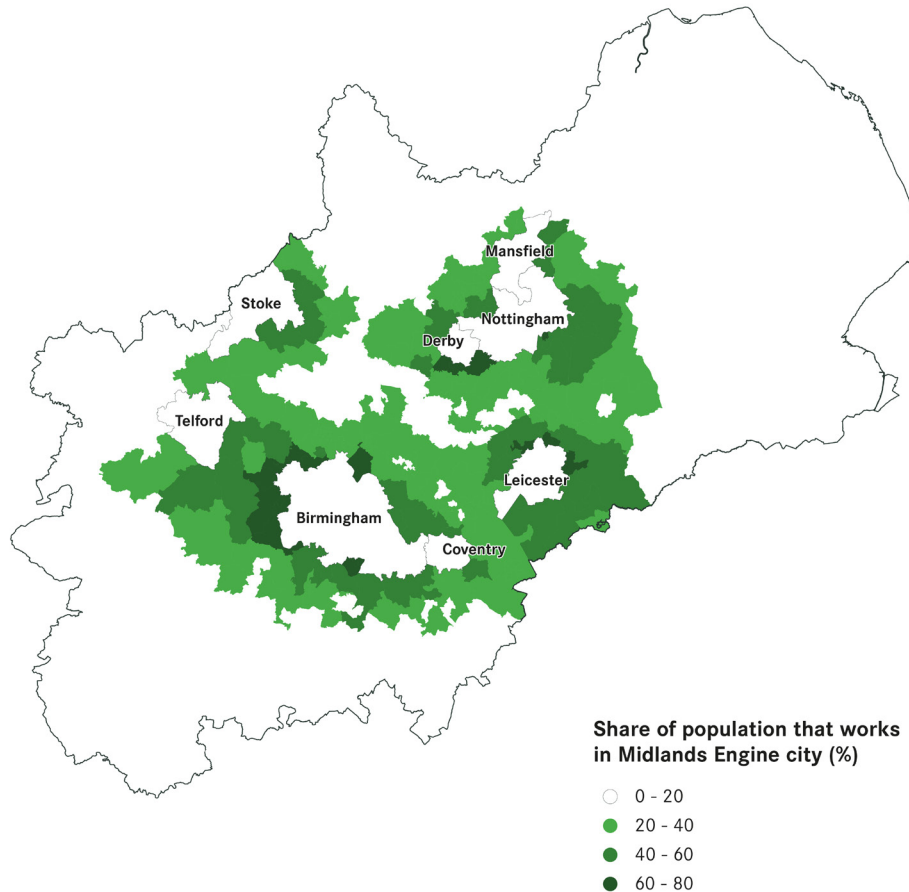 Mansfield
Stoke
Nottingham
Derby
Telford
Leicester
Birmingham
Coventry
Share of population that works
in Midlands Engine city (%)
0 - 20
20 - 40
40 - 60
60 - 80